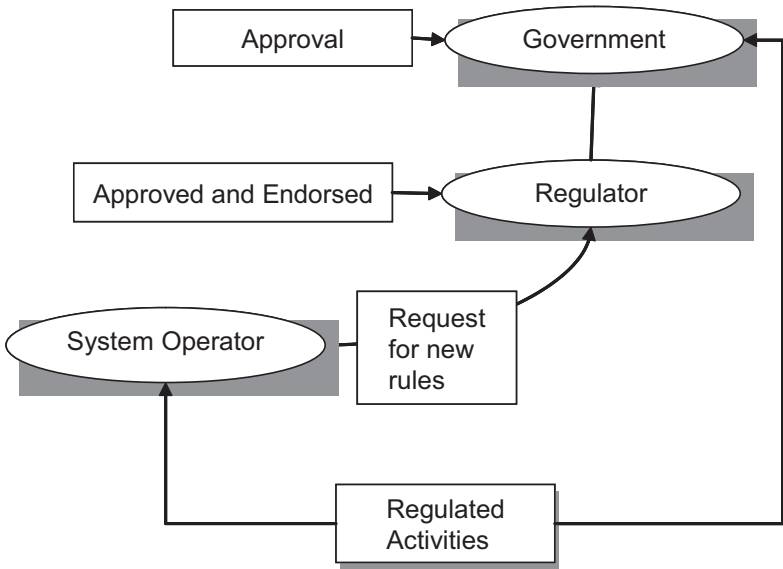 Approval
Government
Approved and Endorsed
Regulator
System Operator
Request
for new
rules
Regulated
Activities